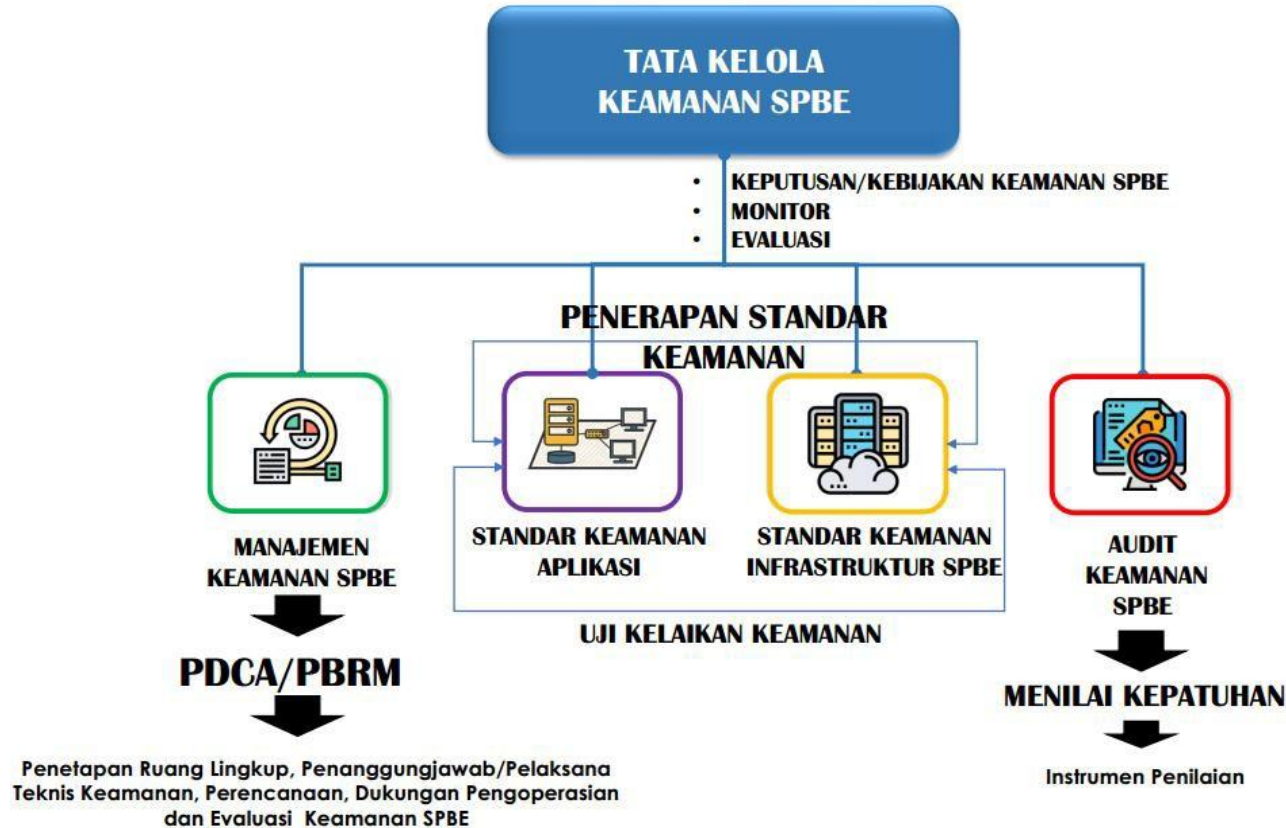 TATA KELOLA
KEAMANAN SPBE
• KEPUTUSAN/KEBIJAKAN KEAMANAN SPBE
• MONITOR
• EVALUASI
PENERAPAN STANDAR
KEAMANAN
MANAJEMEN
KEAMANAN SPBE
STANDAR KEAMANAN
APLIKASI
STANDAR KEAMANAN
INFRASTRUKTUR SPBE
AUDIT
KEAMANAN
SPBE
UJI KELAIKAN KEAMANAN
PDCA/PBRM
MENILAI KEPATUHAN
Penetapan Ruang Lingkup, Penanggungjawab/Pelaksana
Teknis Keamanan, Perencanaan, Dukungan Pengoperasian
dan Evaluasi Keamanan SPBE
Instrumen Penilaian